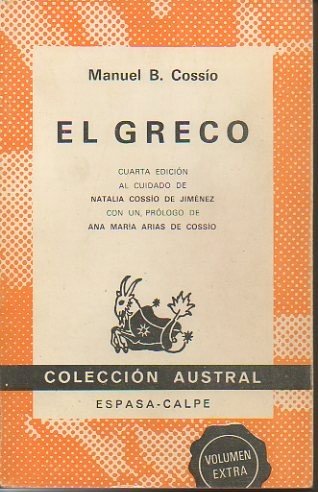 Manuel B. Cossío
EL GRECO
CUARTA EDICIÓN
AL CUIDADO DE
NATALIA COSSÍO DE JIMÉNEZ
CON UN PRÓLOGO DE
ANA MARÍA ARIAS DE COSSÍO
COLECCIÓN AUSTRAL
ESPASA-CALPE
VOLUMEN
EXTRA